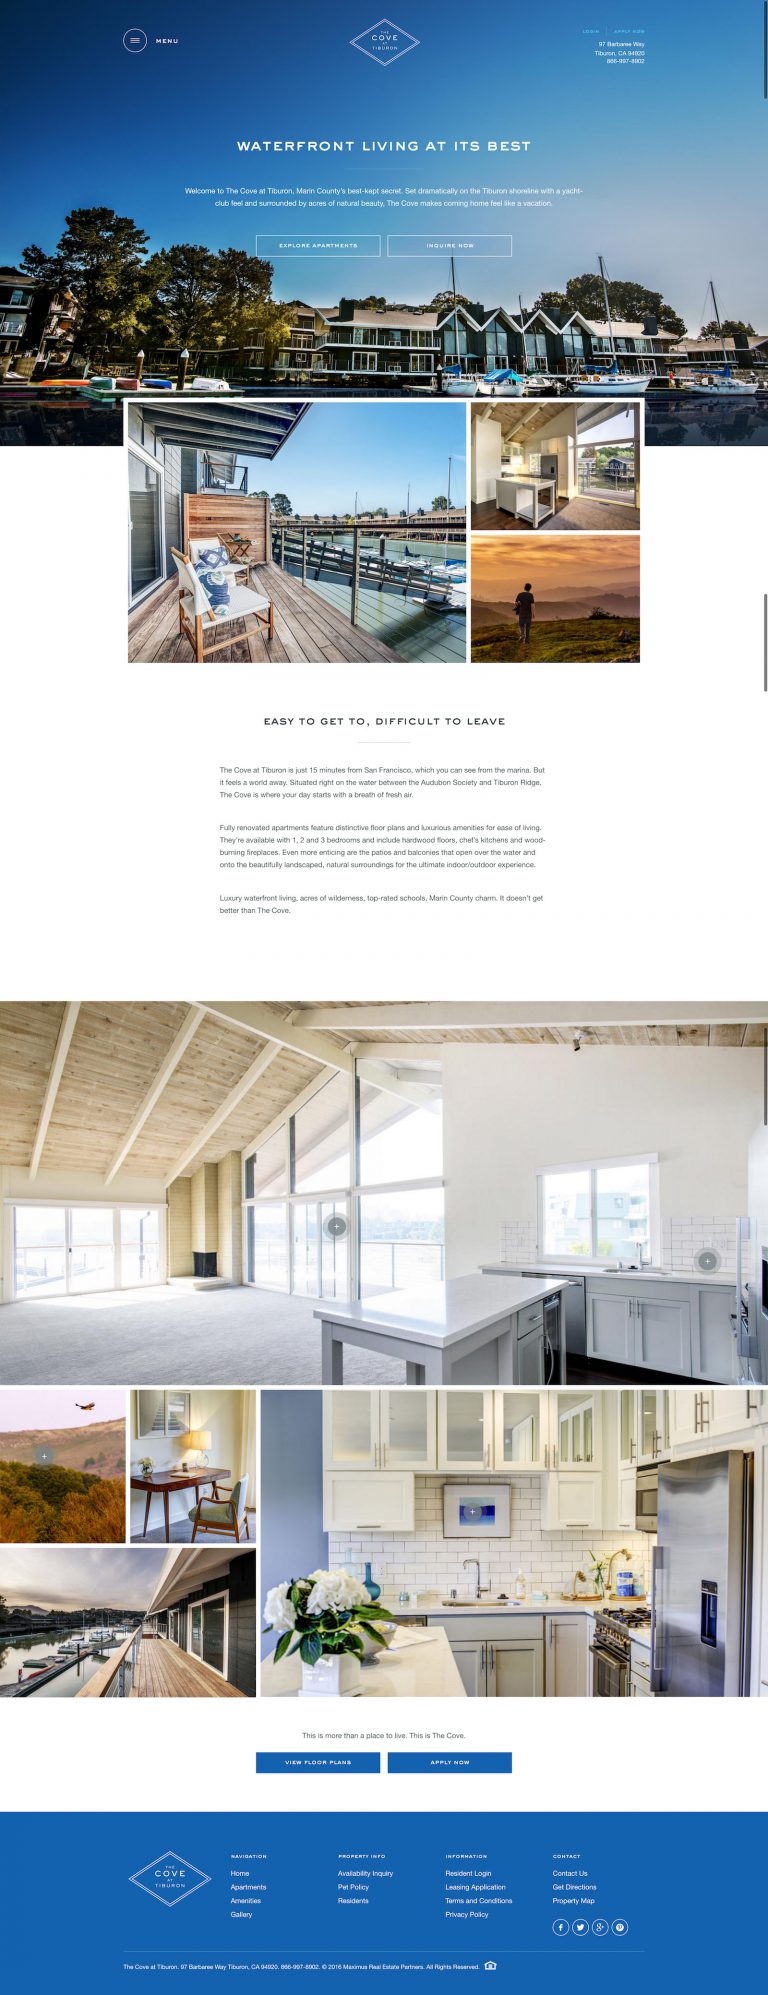 MENU
THE
COVE
AT
TIBURON
LOGIN
APPLY NOW
97 Barbaree Way
Tiburon, CA 94920
866-997-8902
WATERFRONT LIVING AT ITS BEST
Welcome to The Cove at Tiburon, Marin County's best-kept secret. Set dramatically on the Tiburon shoreline with a yacht-
club feel and surrounded by acres of natural beauty, The Cove makes coming home feel like a vacation.
EXPLORE APARTMENTS
INQUIRE NOW
EASY TO GET TO, DIFFICULT TO LEAVE
The Cove at Tiburon is just 15 minutes from San Francisco, which you can see from the marina. But
it feels a world away. Situated right on the water between the Audubon Society and Tiburon Ridge,
The Cove is where your day starts with a breath of fresh air.
Fully renovated apartments feature distinctive floor plans and luxurious amenities for ease of living.
They're available with 1, 2 and 3 bedrooms and include hardwood floors, chef's kitchens and wood-
burning fireplaces. Even more enticing are the patios and balconies that open over the water and
onto the beautifully landscaped, natural surroundings for the ultimate indoor/outdoor experience.
Luxury waterfront living, acres of wilderness, top-rated schools, Marin County charm. It doesn't get
better than The Cove.
This is more than a place to live. This is The Cove.
VIEW FLOOR PLANS
APPLY NOW
THE
COVE
AT
TIBURON
NAVIGATION
Home
Apartments
Amenities
Gallery
PROPERTY INFO
Availability Inquiry
Pet Policy
Residents
INFORMATION
Resident Login
Leasing Application
Terms and Conditions
Privacy Policy
CONTACT
Contact Us
Get Directions
Property Map
The Cove at Tiburon. 97 Barbaree Way Tiburon, CA 94920. 866-997-8902. © 2016 Maximus Real Estate Partners. All Rights Reserved.